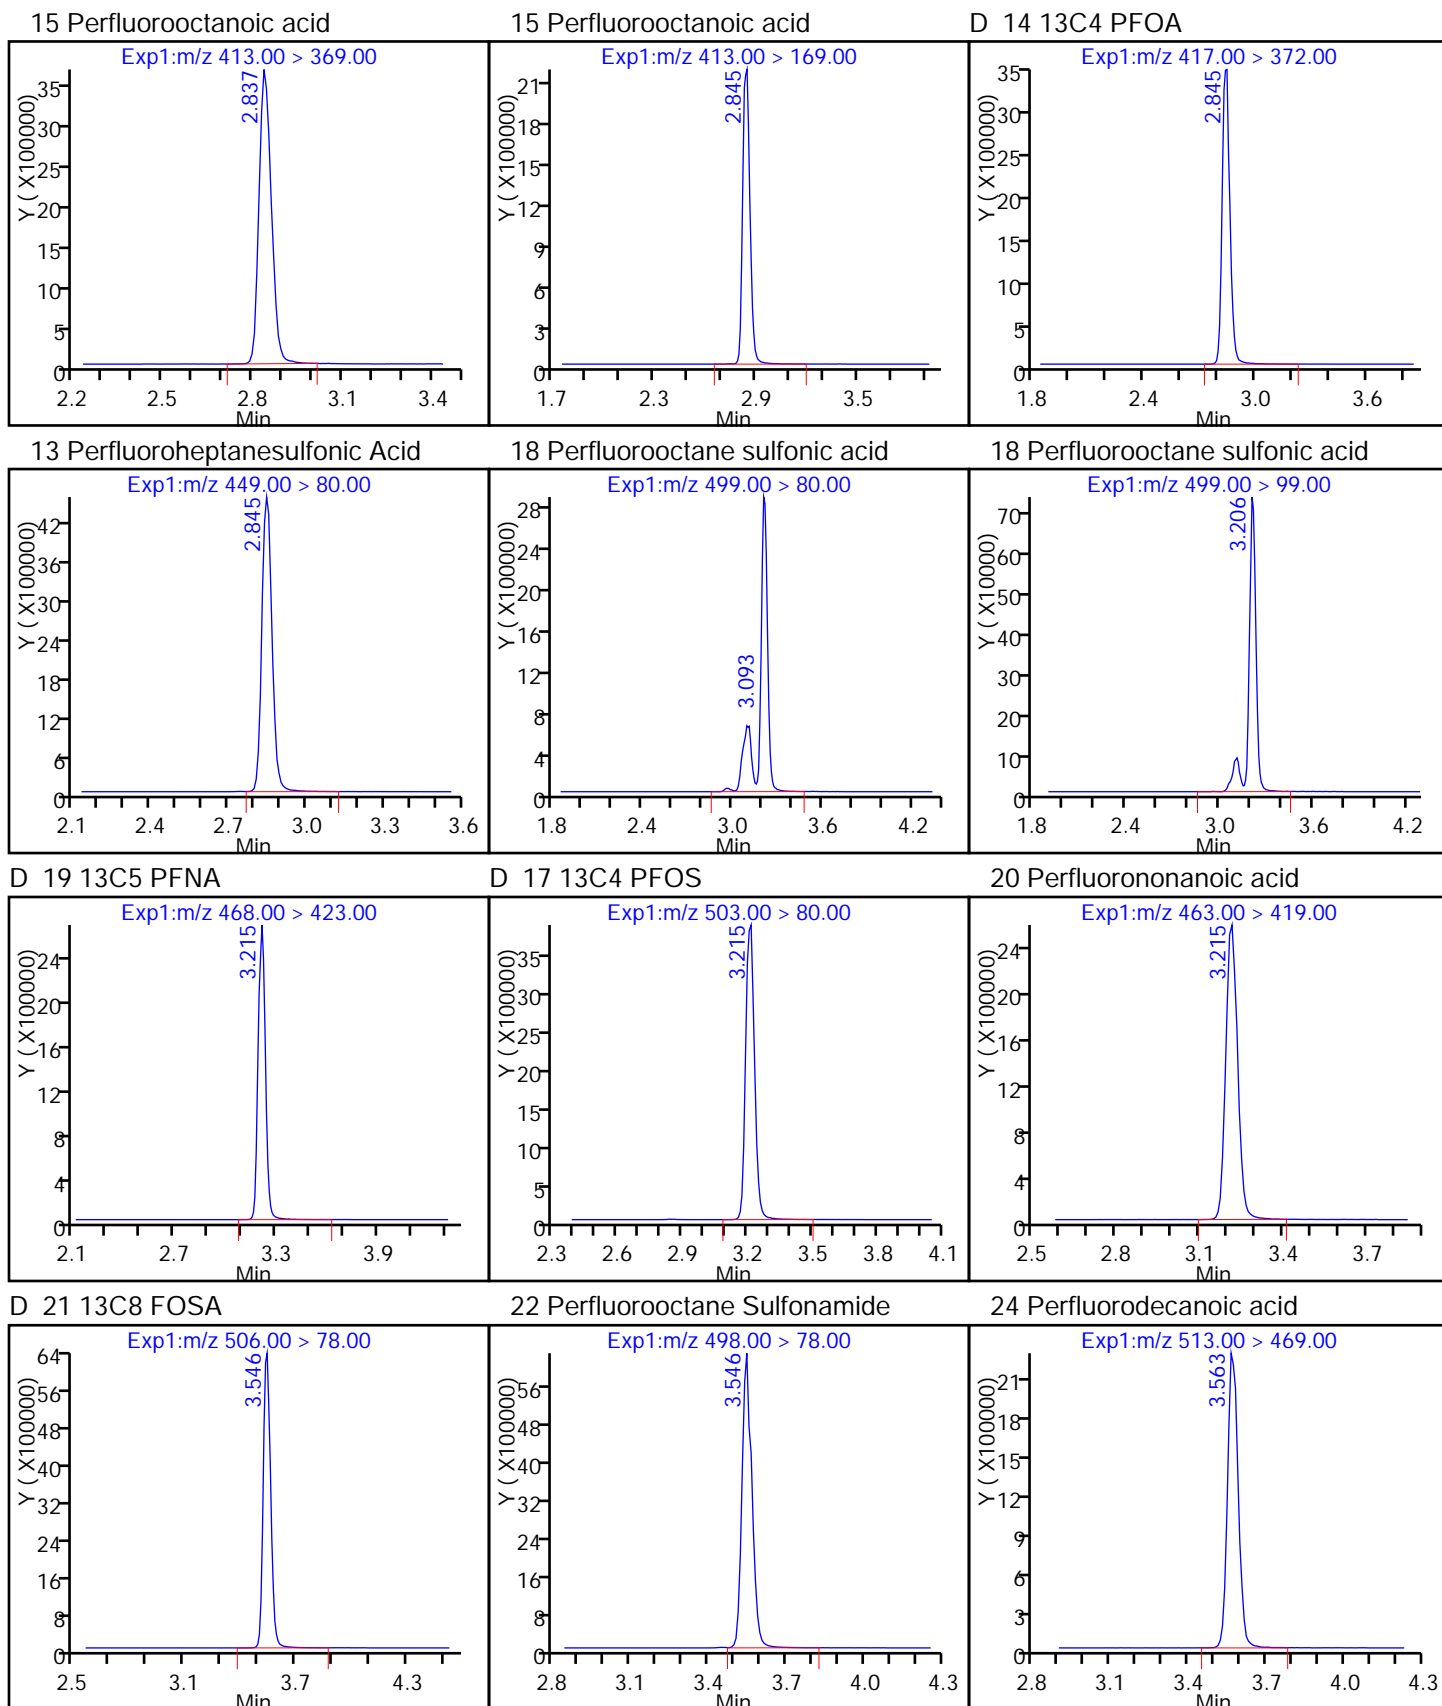 15 Perfluorooctanoic acid
Exp1:m/z 413.00 > 369.00
2.837
Y ( X100000)
35
30
25
20
15
10
5
0
2.2 2.5 2.8 3.1 3.4
Min
15 Perfluorooctanoic acid
Exp1:m/z 413.00 > 169.00
2.845
Y ( X100000)
21
18
15
12
9
6
3
0
1.7 2.3 2.9 3.5
Min
D 14 13C4 PFOA
Exp1:m/z 417.00 > 372.00
2.845
Y ( X100000)
35
30
25
20
15
10
5
0
1.8 2.4 3.0 3.6
Min
13 Perfluoroheptanesulfonic Acid
Exp1:m/z 449.00 > 80.00
2.845
Y ( X100000)
42
36
30
24
18
12
6
0
2.1 2.4 2.7 3.0 3.3 3.6
Min
18 Perfluorooctane sulfonic acid
Exp1:m/z 499.00 > 80.00
3.093
Y ( X100000)
28
24
20
16
12
8
4
0
1.8 2.4 3.0 3.6 4.2
Min
18 Perfluorooctane sulfonic acid
Exp1:m/z 499.00 > 99.00
3.206
Y ( X100000)
70
60
50
40
30
20
10
0
1.8 2.4 3.0 3.6 4.2
Min
D 19 13C5 PFNA
Exp1:m/z 468.00 > 423.00
3.215
Y ( X100000)
24
20
16
12
8
4
0
2.1 2.7 3.3 3.9
Min
D 17 13C4 PFOS
Exp1:m/z 503.00 > 80.00
3.215
Y ( X100000)
35
30
25
20
15
10
5
0
2.3 2.6 2.9 3.2 3.5 3.8 4.1
Min
20 Perfluorononanoic acid
Exp1:m/z 463.00 > 419.00
3.215
Y ( X100000)
24
20
16
12
8
4
0
2.5 2.8 3.1 3.4 3.7
Min
D 21 13C8 FOSA
Exp1:m/z 506.00 > 78.00
3.546
Y ( X100000)
64
56
48
40
32
24
16
8
0
2.5 3.1 3.7 4.3
Min
22 Perfluorooctane Sulfonamide
Exp1:m/z 498.00 > 78.00
3.546
Y ( X100000)
56
48
40
32
24
16
8
0
2.8 3.1 3.4 3.7 4.0 4.3
Min
24 Perfluorodecanoic acid
Exp1:m/z 513.00 > 469.00
3.563
Y ( X100000)
21
18
15
12
9
6
3
0
2.8 3.1 3.4 3.7 4.0 4.3
Min